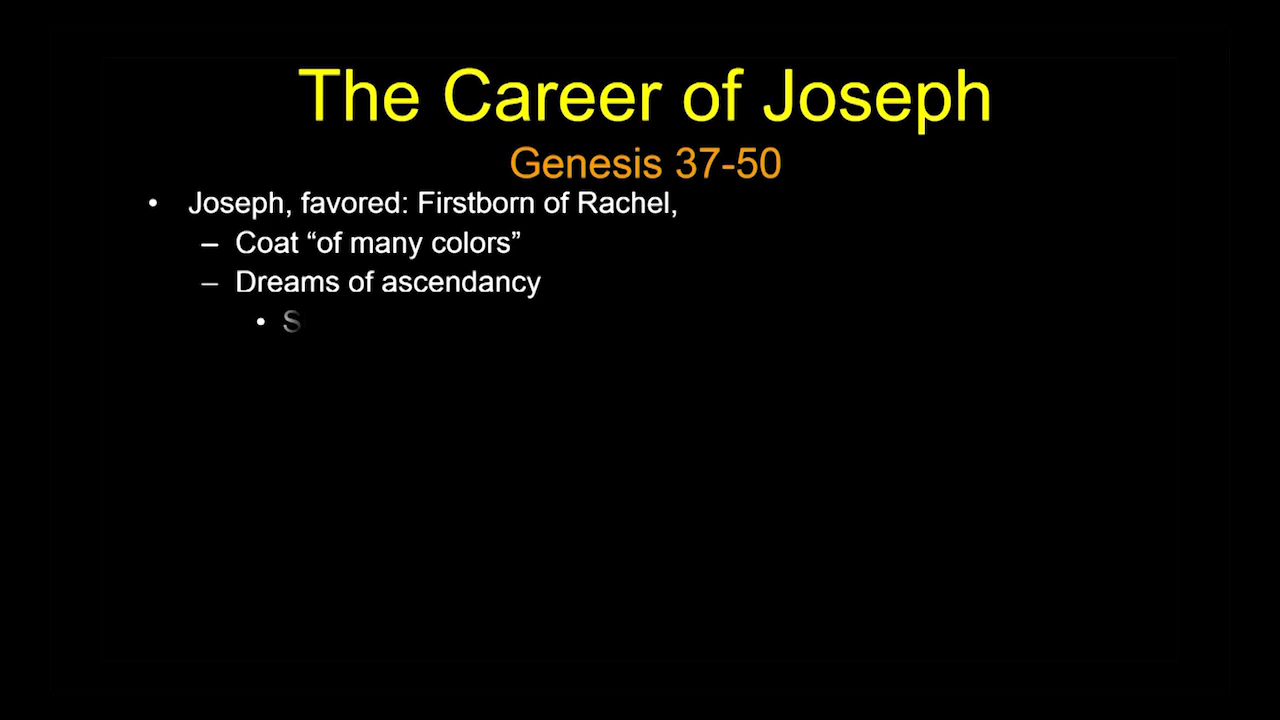 The Career of Joseph
Genesis 37-50
• Joseph, favored: Firstborn of Rachel,
– Coat “of many colors”
– Dreams of ascendancy
• S